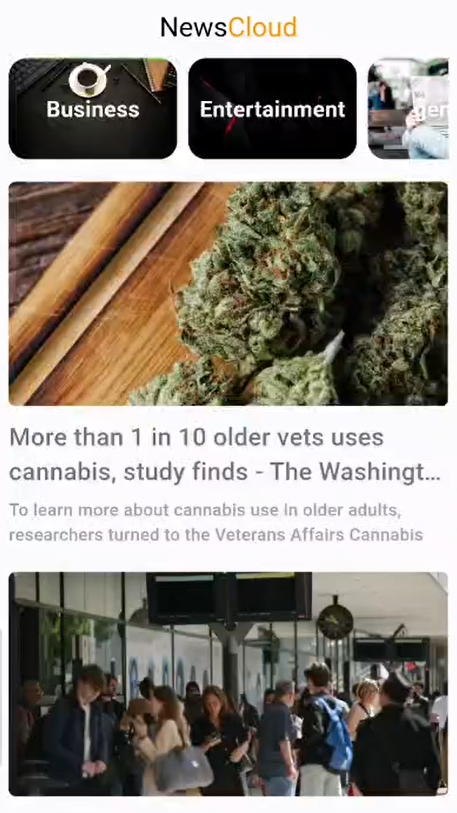 NewsCloud
Business
Entertainment
More than 1 in 10 older vets uses
cannabis, study finds - The Washingt...
To learn more about cannabis use in older adults,
researchers turned to the Veterans Affairs Cannabis